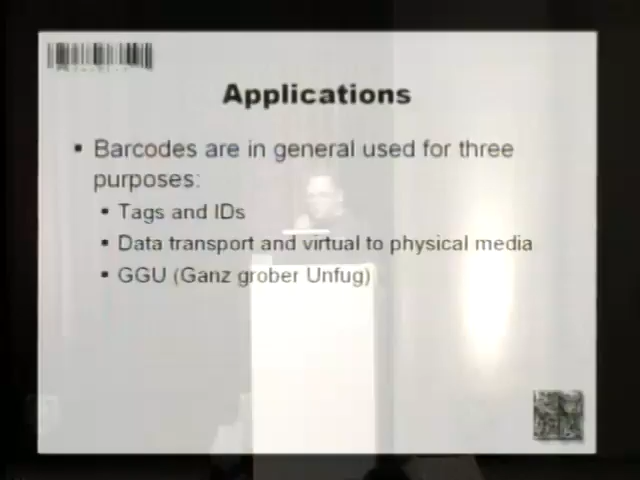 Applications
▪ Barcodes are in general used for three
purposes:
▪ Tags and IDs
▪ Data transport and virtual to physical media
▪ GGU (Ganz grober Unfug)